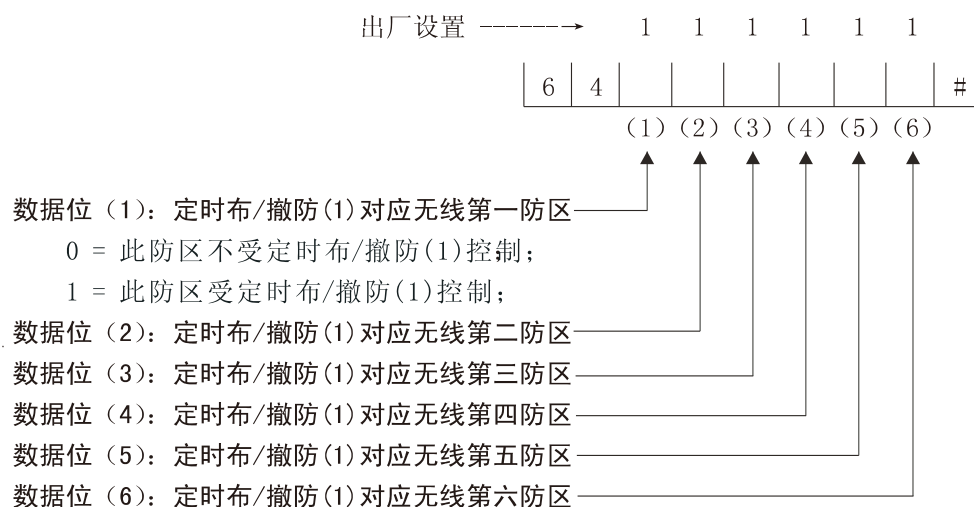 出厂设置 1 1 1 1 1 1
6 4 #
(1) (2) (3) (4) (5) (6)
数据位（1）：定时布/撤防(1)对应无线第一防区
0 = 此防区不受定时布/撤防(1)控制；
1 = 此防区受定时布/撤防(1)控制；
数据位（2）：定时布/撤防(1)对应无线第二防区
数据位（3）：定时布/撤防(1)对应无线第三防区
数据位（4）：定时布/撤防(1)对应无线第四防区
数据位（5）：定时布/撤防(1)对应无线第五防区
数据位（6）：定时布/撤防(1)对应无线第六防区